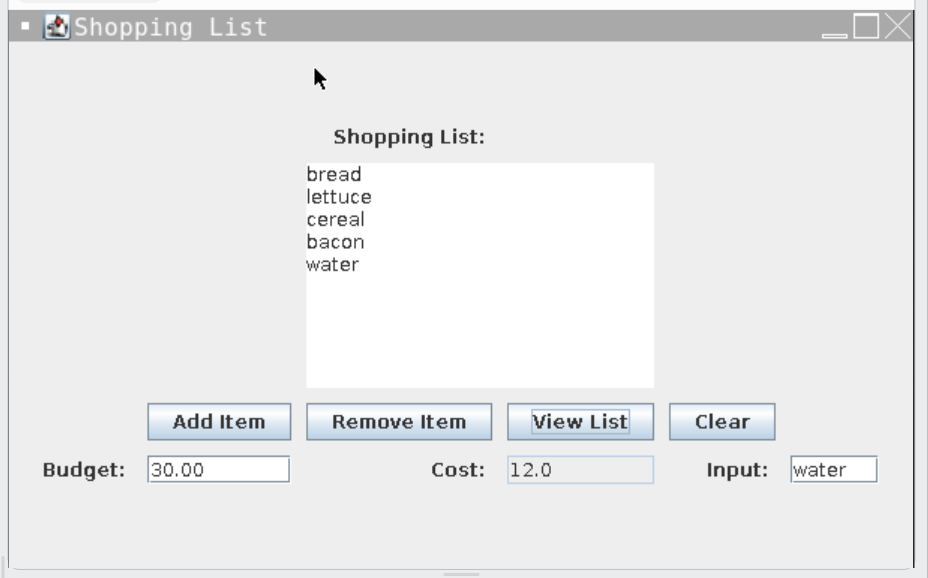 Shopping List
Shopping List:
bread
lettuce
cereal
bacon
water
Add Item Remove Item View List Clear
Budget: 30.00 Cost: 12.0 Input: water